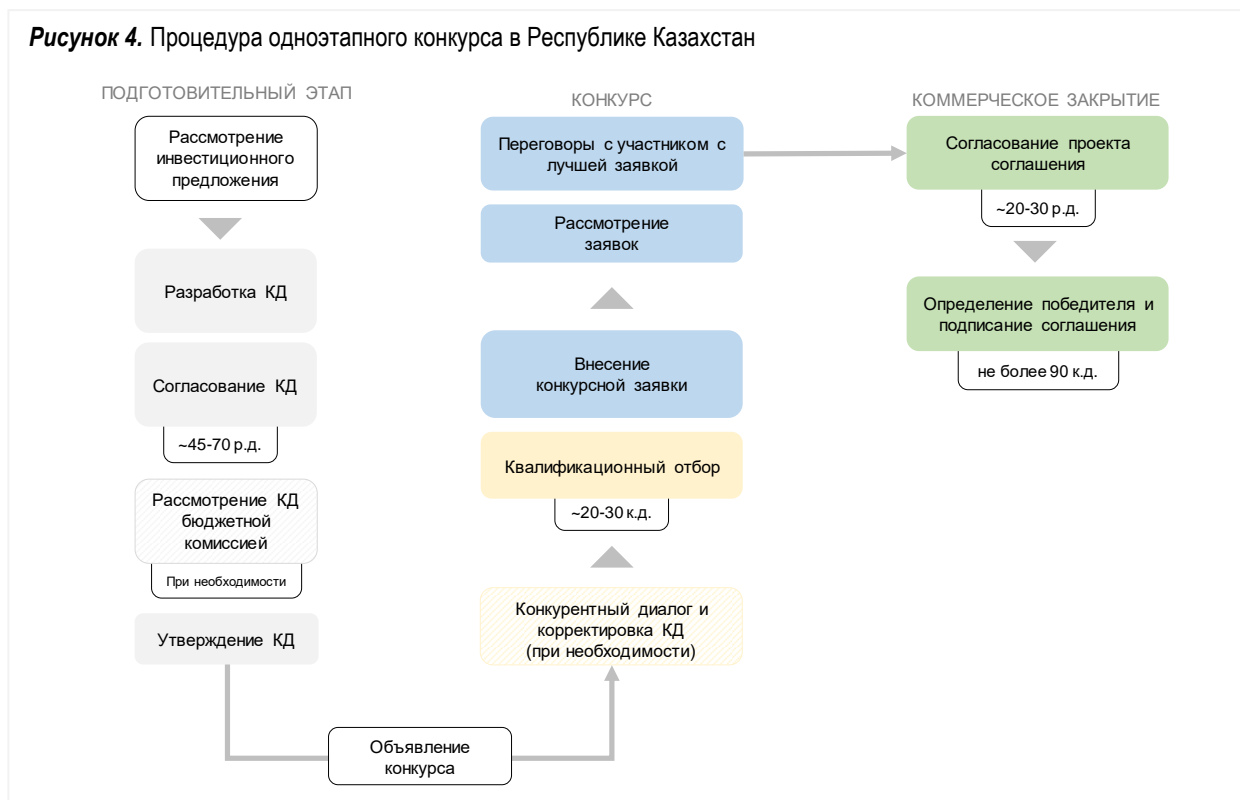 Рисунок 4. Процедура одноэтапного конкурса в Республике Казахстан
ПОДГОТОВИТЕЛЬНЫЙ ЭТАП
Рассмотрение
инвестиционного
предложения
Разработка КД
Согласование КД
~45-70 р.д.
Рассмотрение КД
бюджетной
комиссией
При необходимости
Утверждение КД
Объявление
конкурса
КОНКУРС
Переговоры с участником с
лучшей заявкой
Рассмотрение
заявок
Внесение
конкурсной заявки
Квалификационный отбор
~20-30 к.д.
Конкурентный диалог и
корректировка КД
(при необходимости)
КОММЕРЧЕСКОЕ ЗАКРЫТИЕ
Согласование проекта
соглашения
~20-30 р.д.
Определение победителя и
подписание соглашения
не более 90 к.д.